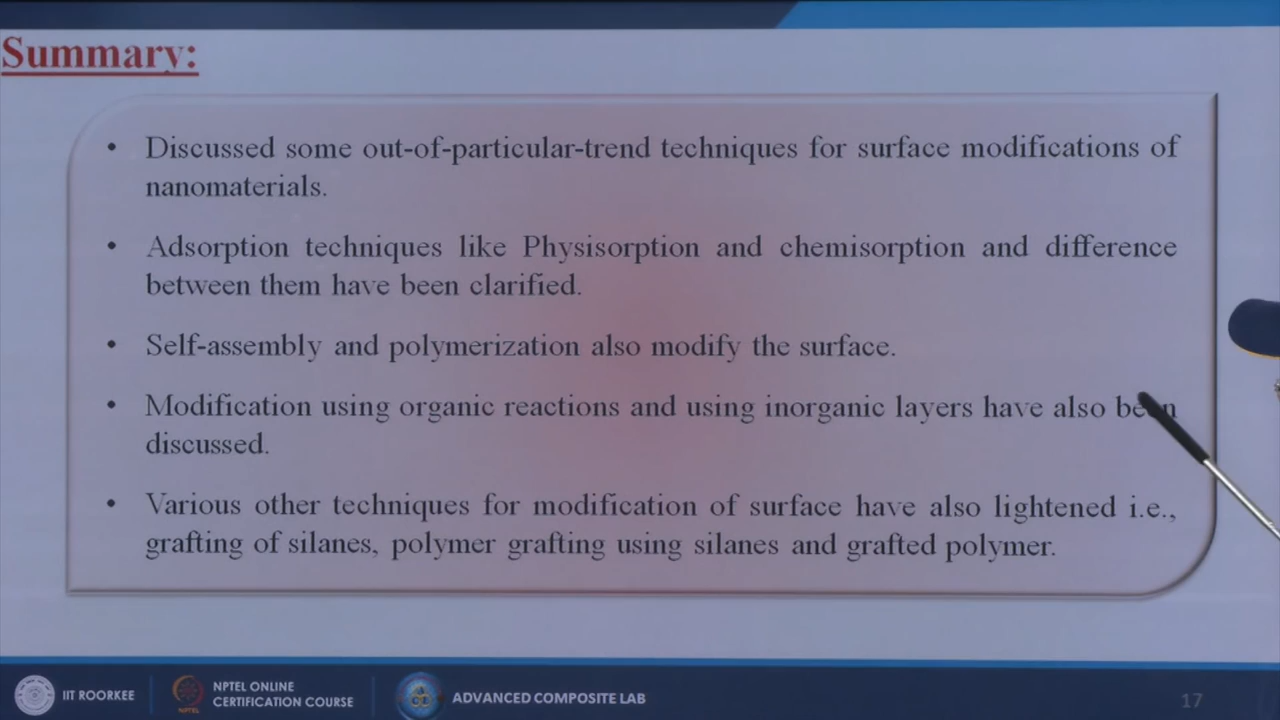 Summary:
• Discussed some out-of-particular-trend techniques for surface modifications of
nanomaterials.
• Adsorption techniques like Physisorption and chemisorption and difference
between them have been clarified.
• Self-assembly and polymerization also modify the surface.
• Modification using organic reactions and using inorganic layers have also been
discussed.
• Various other techniques for modification of surface have also lightened i.e.,
grafting of silanes, polymer grafting using silanes and grafted polymer.
IIT ROORKEE
NPTEL ONLINE
CERTIFICATION COURSE
NPTEL
ADVANCED COMPOSITE LAB
17